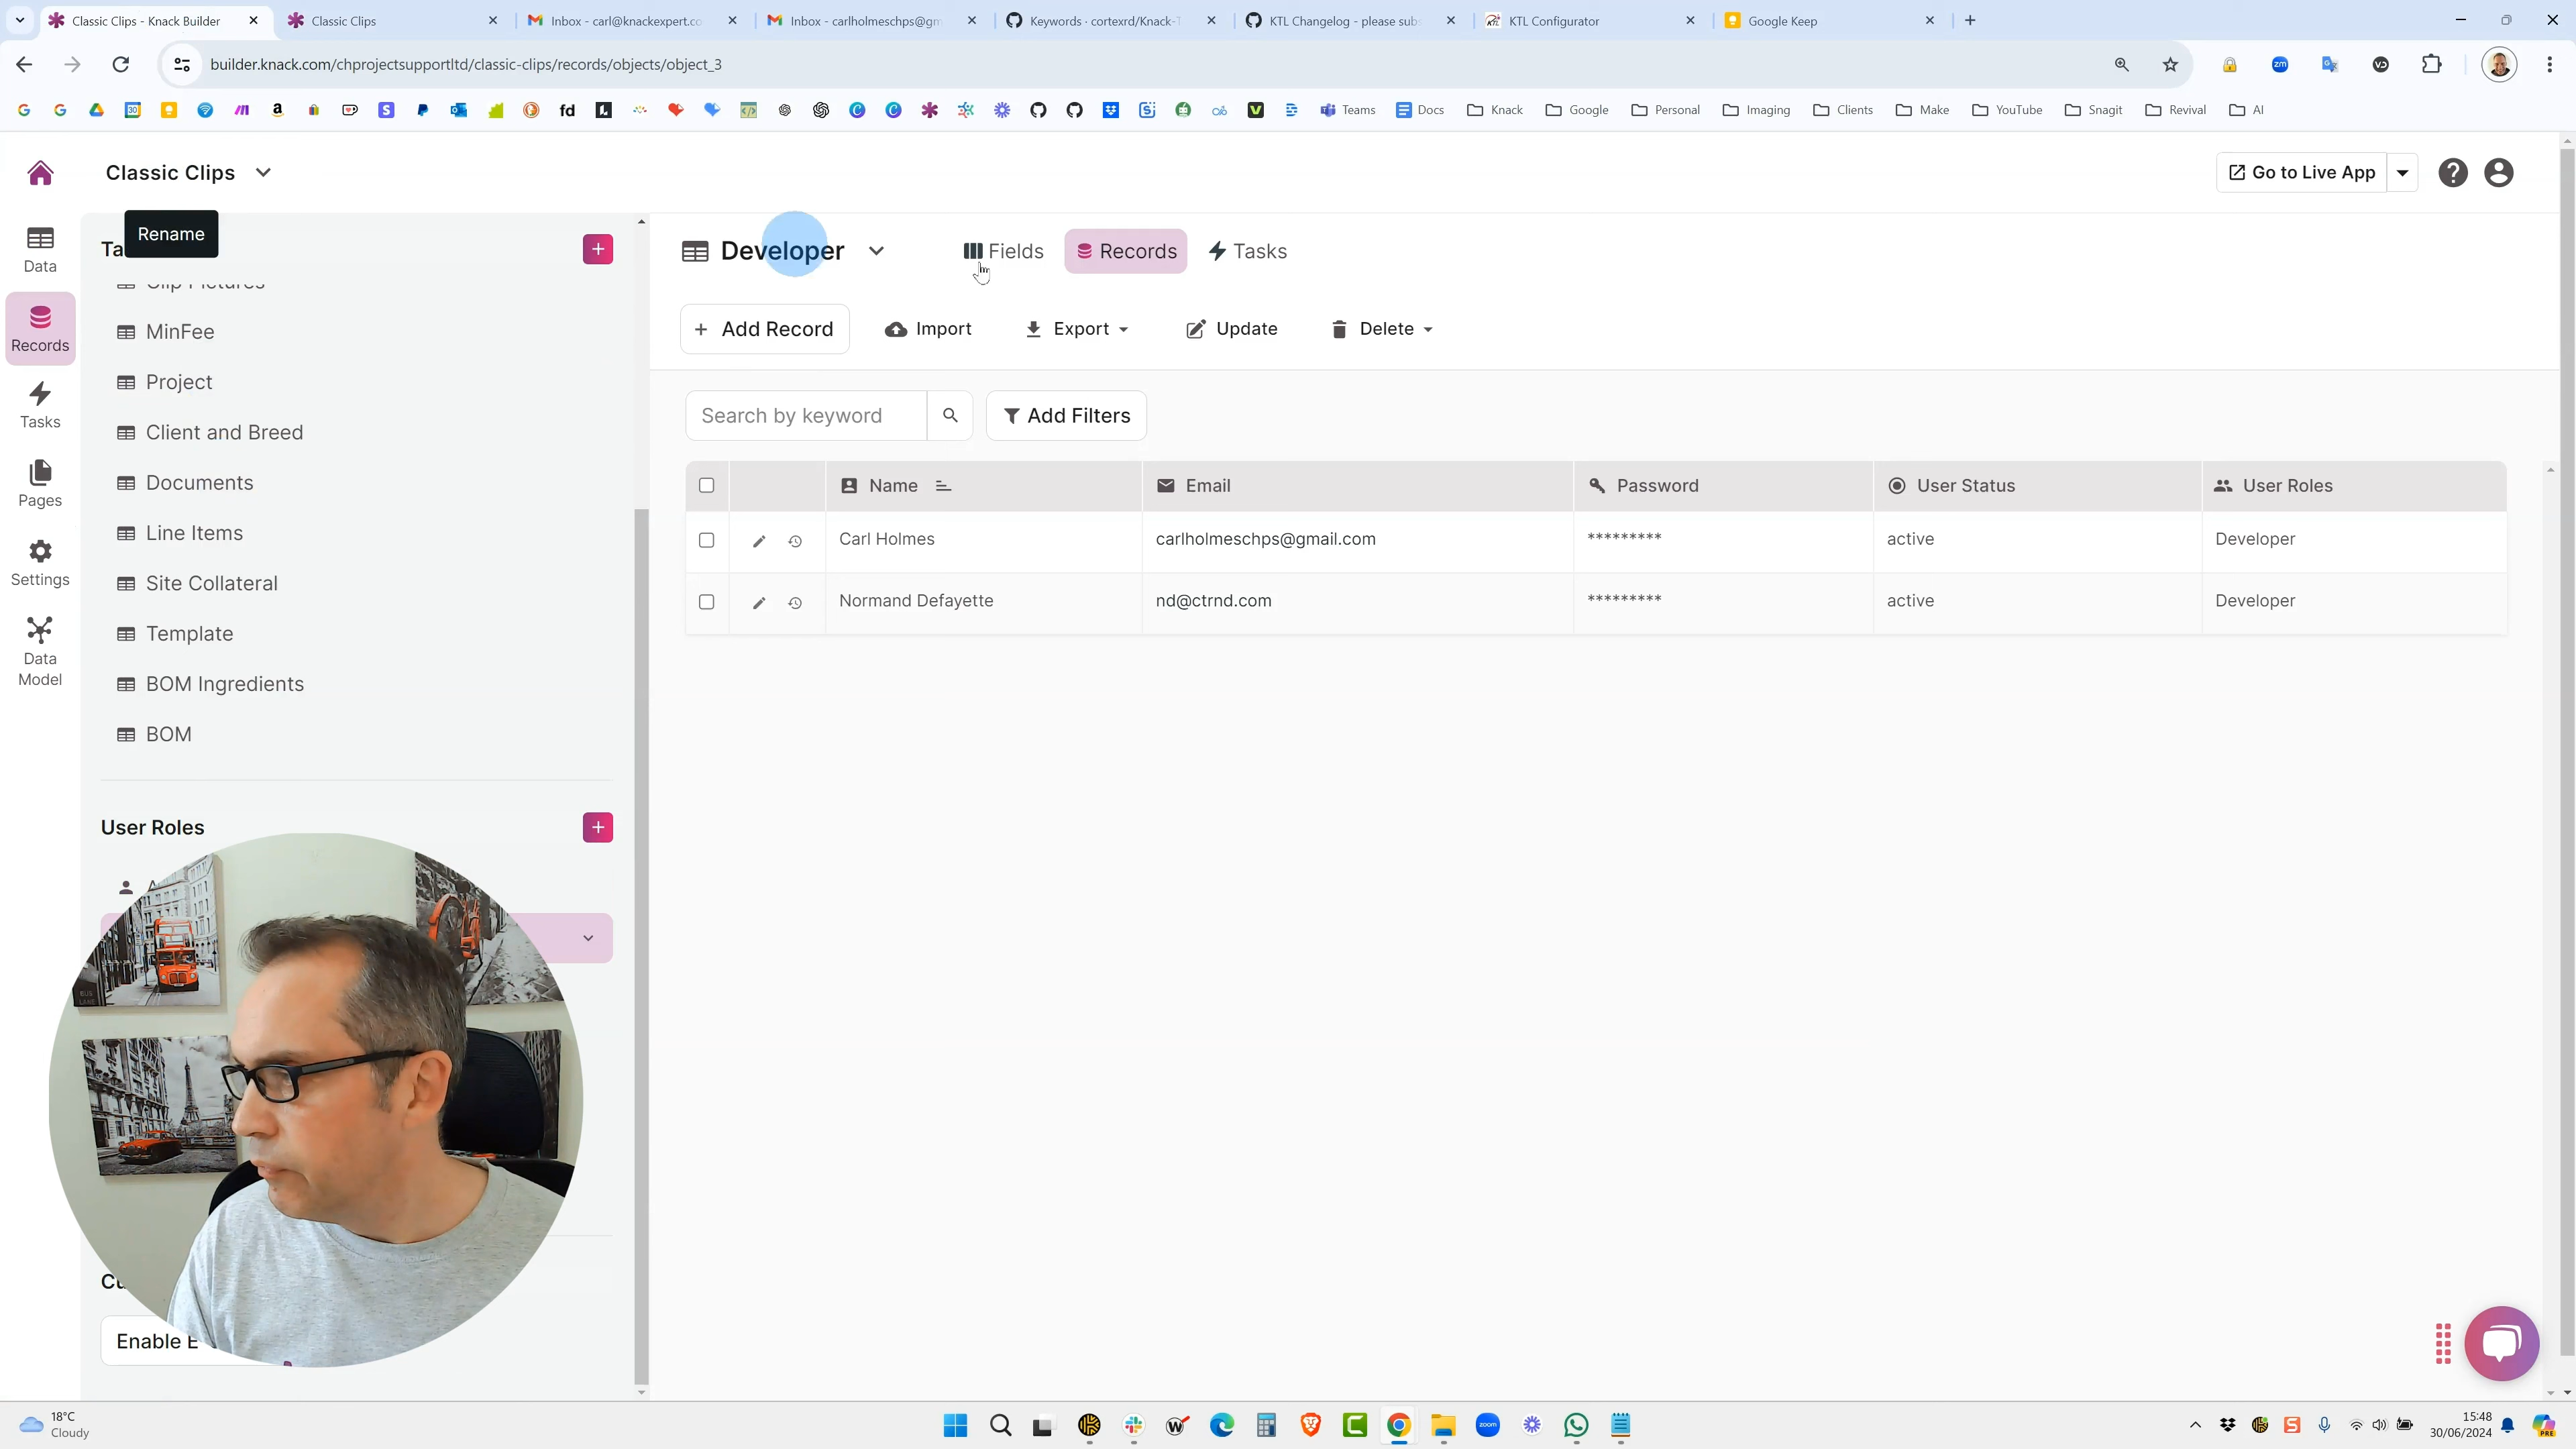 Classic Clips - Knack Builder
Classic Clips
Inbox - carl@knackexpert.co
Inbox - carlholmeschps@gm
Keywords · cortexrd/Knack-T
KTL Changelog - please subs
KTL Configurator
Google Keep
builder.knack.com/chprojectsupportltd/classic-clips/records/objects/object_3
Teams
Docs
Knack
Google
Personal
Imaging
Clients
Make
YouTube
Snagit
Revival
AI
Classic Clips
Go to Live App
Rename
Data
Records
Tasks
Pages
Settings
Data
Model
Ta
Clip Pictures
MinFee
Project
Client and Breed
Documents
Line Items
Site Collateral
Template
BOM Ingredients
BOM
User Roles
Enable E
Developer
Fields
Records
Tasks
Add Record
Import
Export
Update
Delete
Search by keyword
Add Filters
Name
Email
Password
User Status
User Roles
Carl Holmes
carlholmeschps@gmail.com
*********
active
Developer
Normand Defayette
nd@ctrnd.com
*********
active
Developer
18°C
Cloudy
15:48
30/06/2024